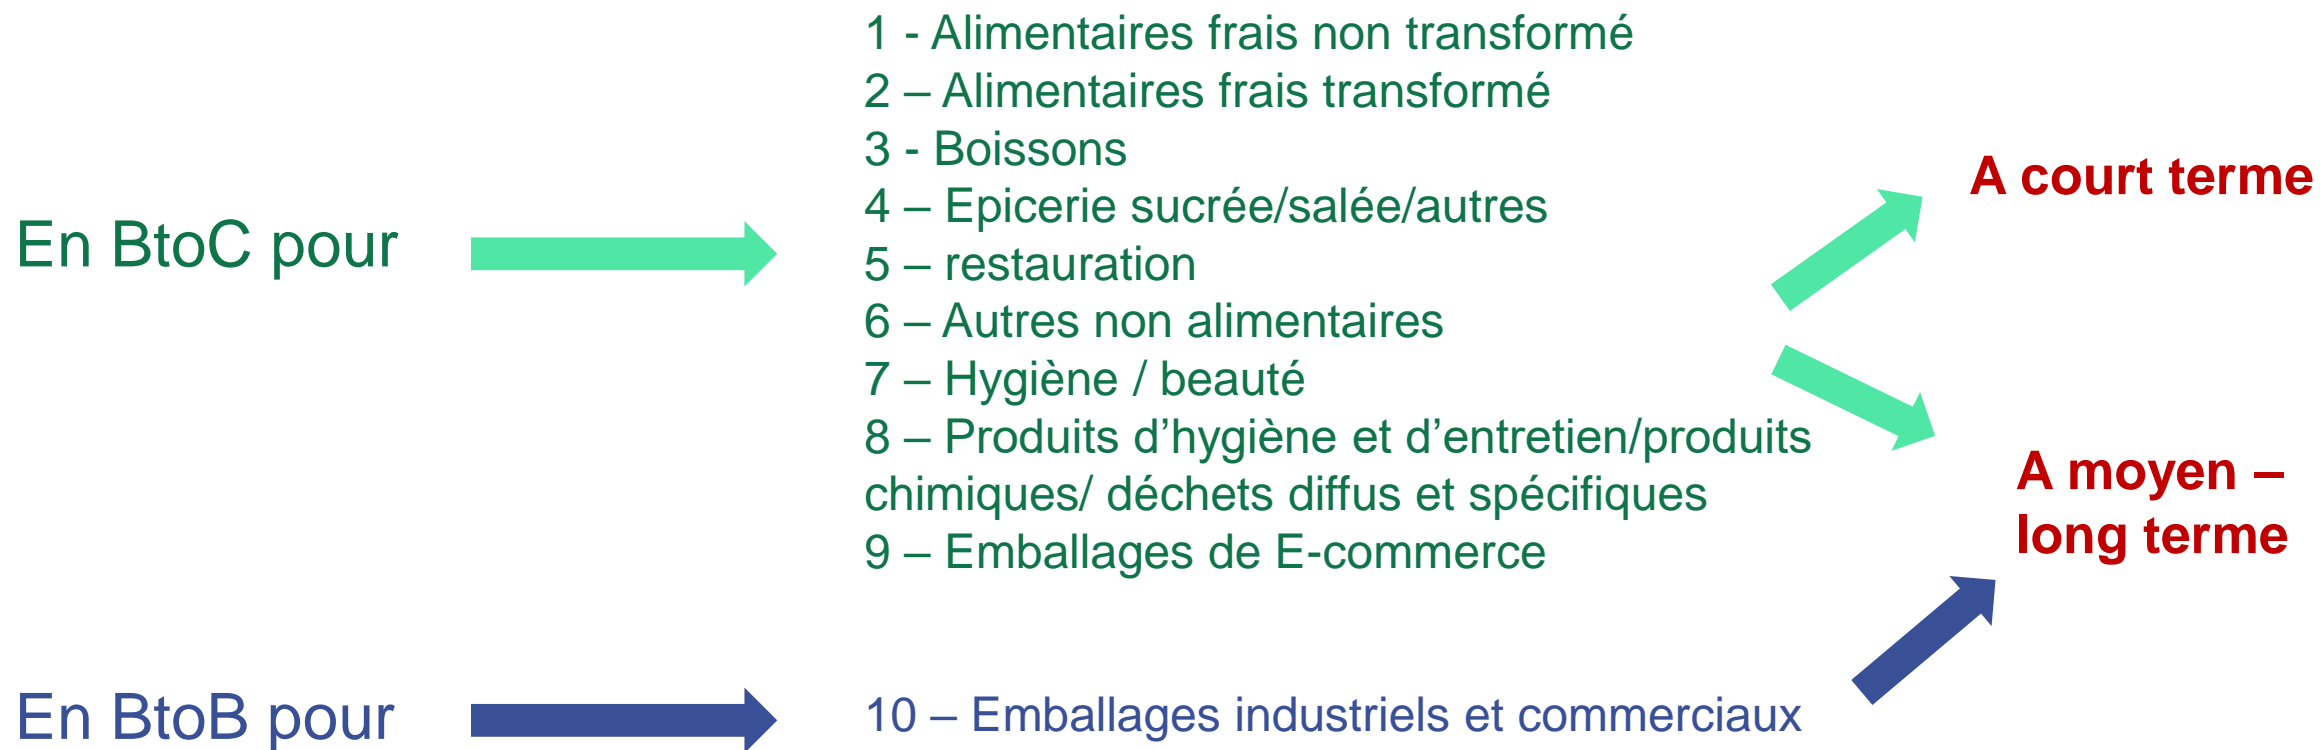 En BtoC pour
1 - Alimentaires frais non transformé
2 – Alimentaires frais transformé
3 - Boissons
4 – Epicerie sucrée/salée/autres
5 – restauration
6 – Autres non alimentaires
7 – Hygiène / beauté
8 – Produits d’hygiène et d’entretien/produits
chimiques/ déchets diffus et spécifiques
9 – Emballages de E-commerce
A court terme
A moyen –
long terme
En BtoB pour
10 – Emballages industriels et commerciaux